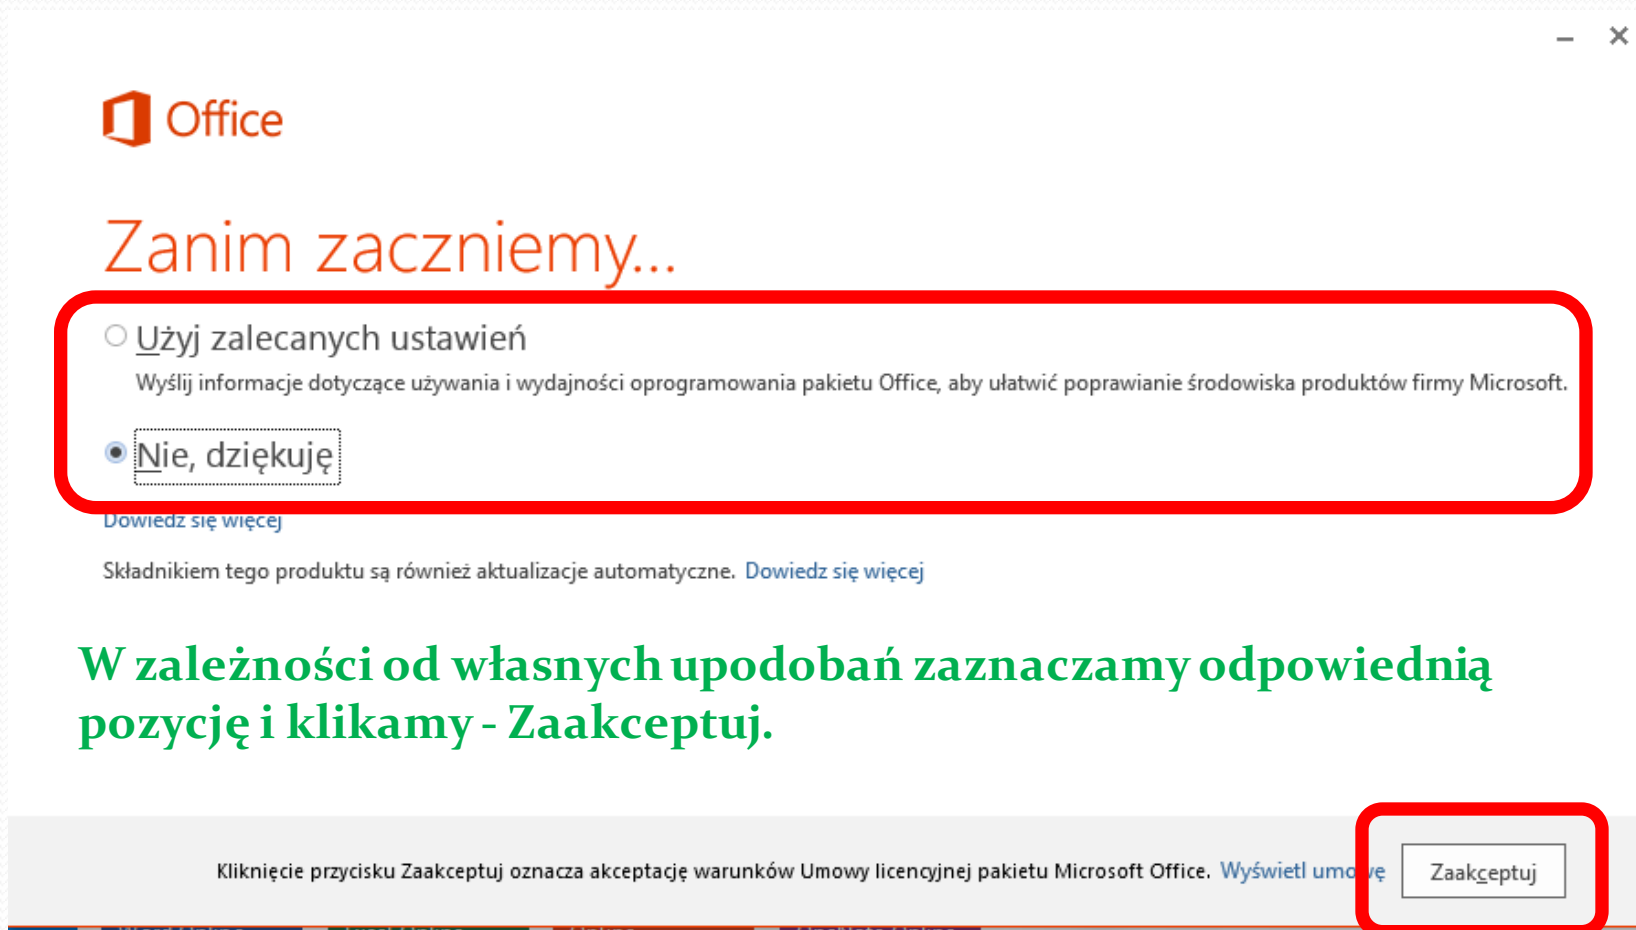 Office
Zanim zaczniemy...
Użyj zalecanych ustawień
Wyślij informacje dotyczące używania i wydajności oprogramowania pakietu Office, aby ułatwić poprawianie środowiska produktów firmy Microsoft.
Nie, dziękuję
Dowiedz się więcej
Składnikiem tego produktu są również aktualizacje automatyczne. Dowiedz się więcej
W zależności od własnych upodobań zaznaczamy odpowiednią
pozycję i klikamy - Zaakceptuj.
Kliknięcie przycisku Zaakceptuj oznacza akceptację warunków Umowy licencyjnej pakietu Microsoft Office. Wyświetl umowę Zaakceptuj